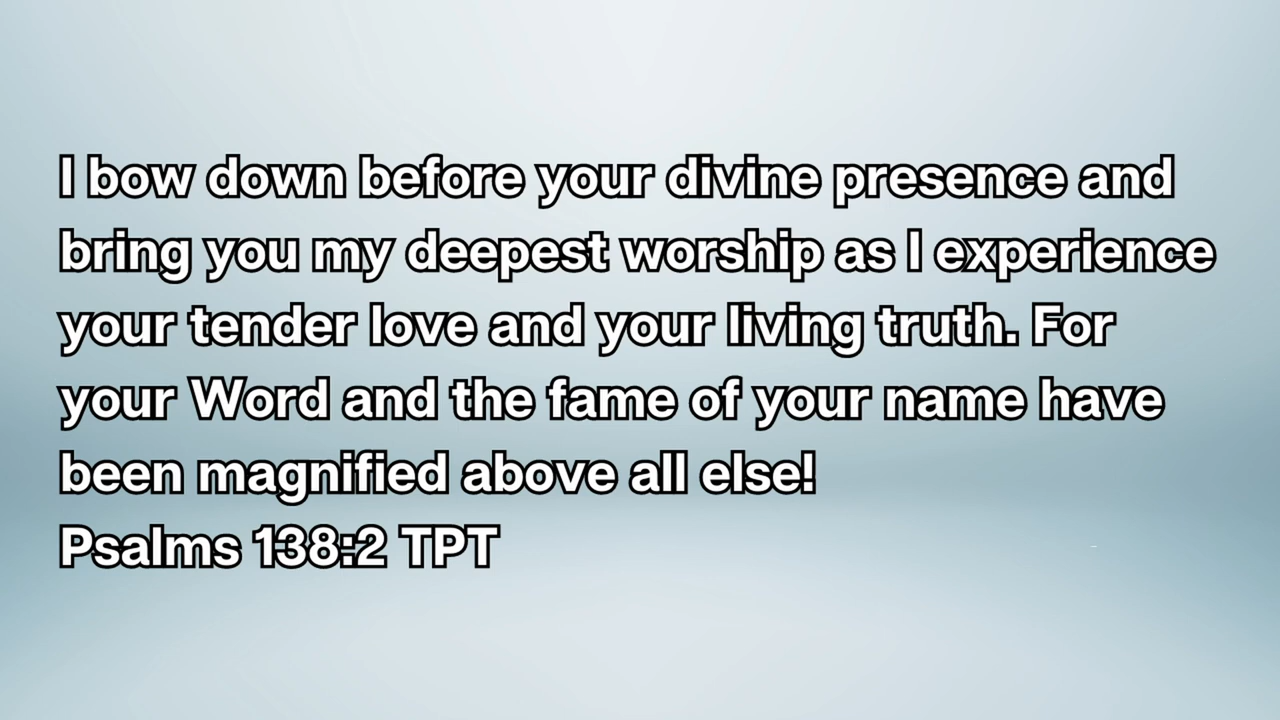 I bow down before your divine presence and
bring you my deepest worship as I experience
your tender love and your living truth. For
your Word and the fame of your name have
been magnified above all else!
Psalms 138:2 TPT